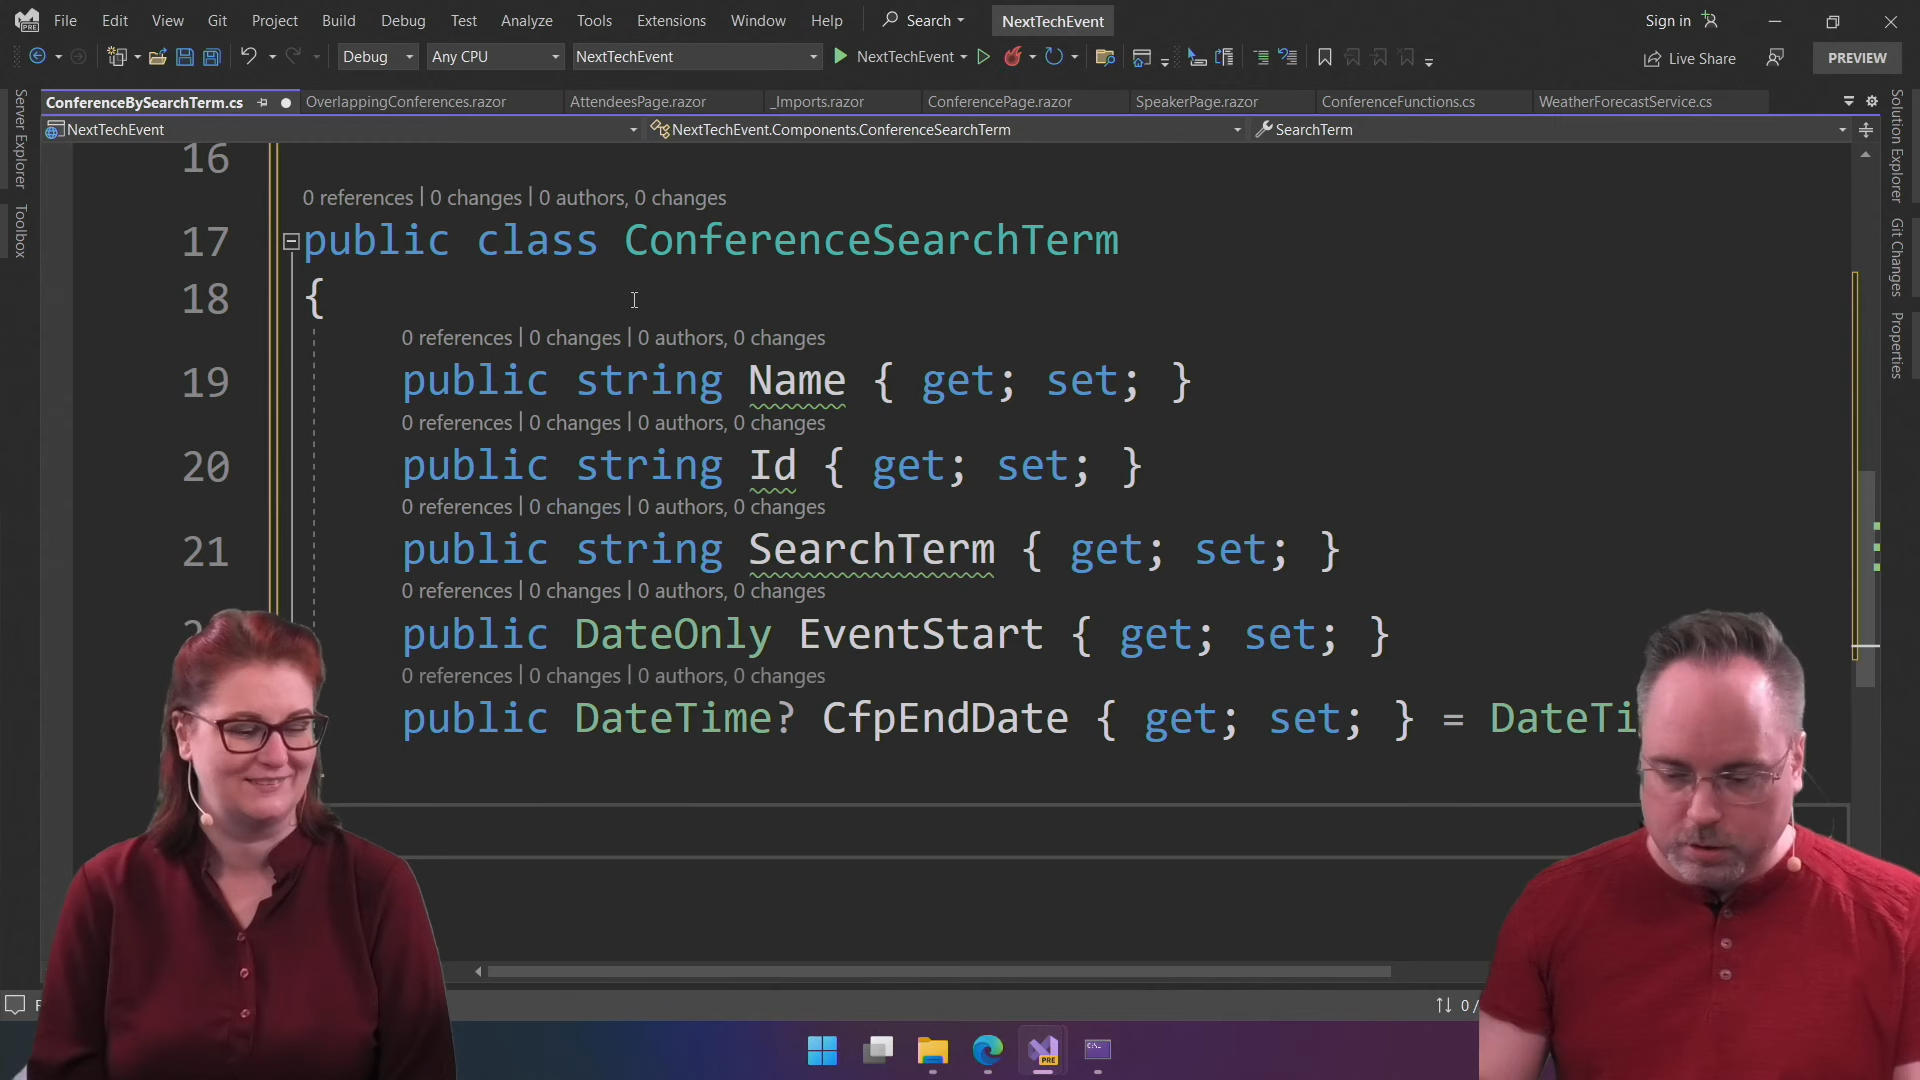 File Edit View Git Project Build Debug Test Analyze Tools Extensions Window Help Search NextTechEvent Sign in
Debug Any CPU NextTechEvent NextTechEvent Live Share PREVIEW
ConferenceBySearchTerm.cs OverlappingConferences.razor AttendeesPage.razor _Imports.razor ConferencePage.razor SpeakerPage.razor ConferenceFunctions.cs WeatherForecastService.cs
NextTechEvent NextTechEvent.Components.ConferenceSearchTerm SearchTerm
Server Explorer
Toolbox
Solution Explorer
Git Changes
Properties
16
0 references | 0 changes | 0 authors, 0 changes
17 public class ConferenceSearchTerm
18 {
0 references | 0 changes | 0 authors, 0 changes
19 public string Name { get; set; }
0 references | 0 changes | 0 authors, 0 changes
20 public string Id { get; set; }
0 references | 0 changes | 0 authors, 0 changes
21 public string SearchTerm { get; set; }
0 references | 0 changes | 0 authors, 0 changes
public DateOnly EventStart { get; set; }
0 references | 0 changes | 0 authors, 0 changes
public DateTime? CfpEndDate { get; set; } = DateTi
0 /
PRE